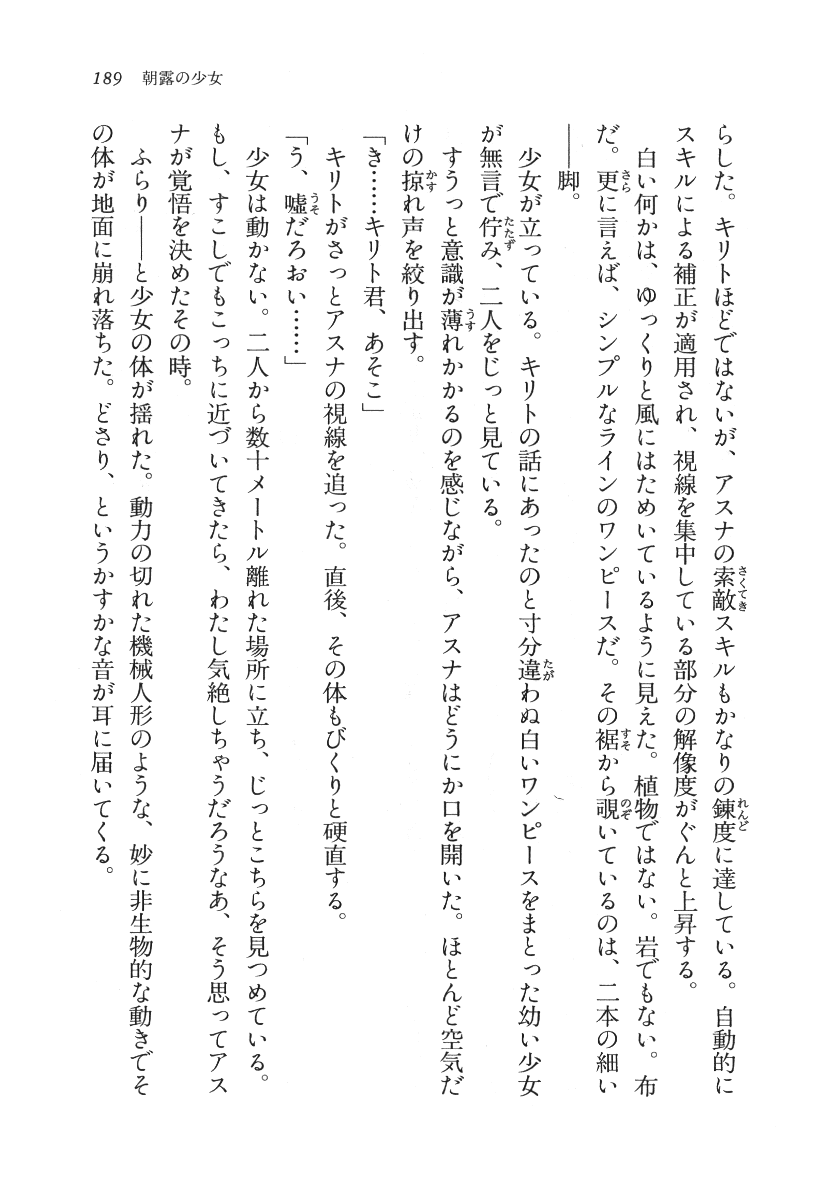 189 朝露の少女
らした。キリトほどではないが、アスナの索敵スキルもかなりの錬度に達している。自動的に
スキルによる補正が適用され、視線を集中している部分の解像度がぐんと上昇する。
　白い何かは、ゆっくりと風にはためいているように見えた。植物ではない。岩でもない。布
だ。更に言えば、シンプルなラインのワンピースだ。その裾から覗いているのは、二本の細い
――脚。
　少女が立っている。キリトの話にあったのと寸分違わぬ白いワンピースをまとった幼い少女
が無言で佇み、二人をじっと見ている。
　すうっと意識が薄れかかるのを感じながら、アスナはどうにか口を開いた。ほとんど空気だ
けの掠れ声を絞り出す。
「き……キリト君、あそこ」
　キリトがさっとアスナの視線を追った。直後、その体もびくりと硬直する。
「う、嘘だろおい……」
　少女は動かない。二人から数十メートル離れた場所に立ち、じっとこちらを見つめている。
もし、すこしでもこっちに近づいてきたら、わたし気絶しちゃうだろうなあ、そう思ってアス
ナが覚悟を決めたその時。
　ふらり――と少女の体が揺れた。動力の切れた機械人形のような、妙に非生物的な動きでそ
の体が地面に崩れ落ちた。どさり、というかすかな音が耳に届いてくる。